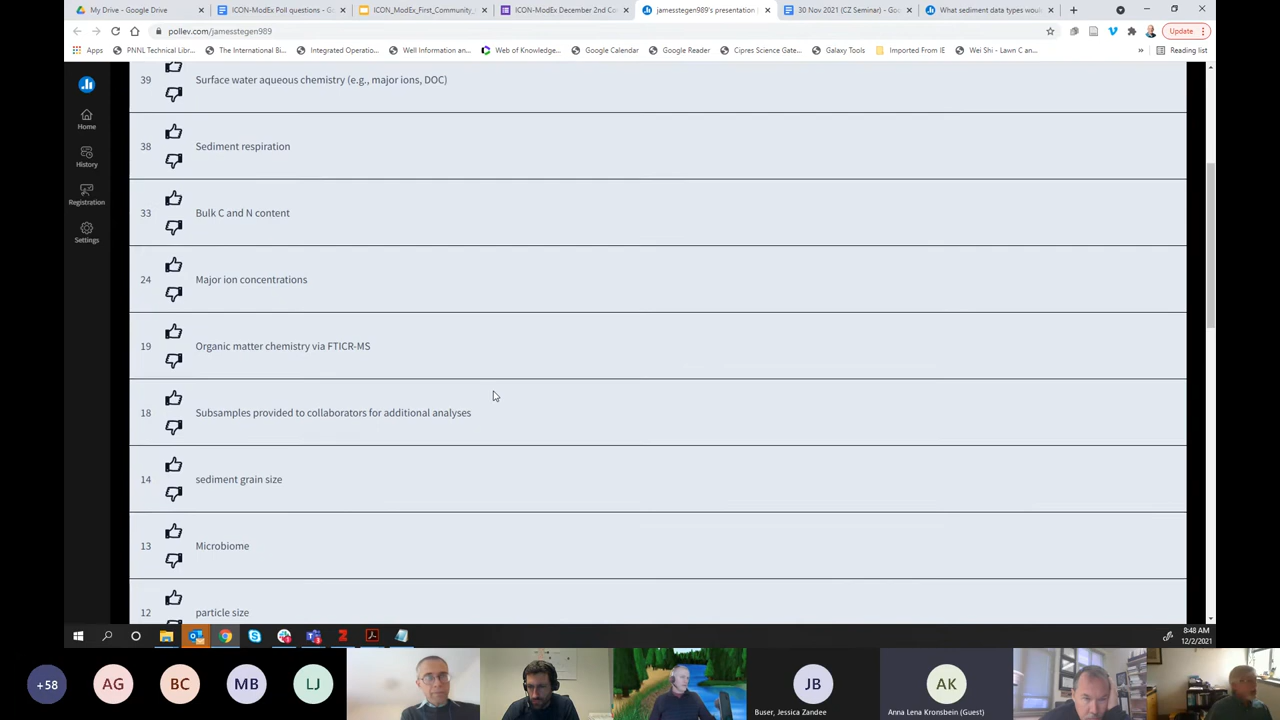 My Drive - Google Drive
ICON-ModEx Poll questions - Goo
ICON_ModEx_First_Community_
ICON-ModEx December 2nd Co
jamesstegen989's presentation
30 Nov 2021 (CZ Seminar) - Goo
What sediment data types would
pollev.com/jamesstegen989
Update
Apps
PNNL Technical Libr...
The International Bi...
Integrated Operatio...
Well Information an...
Web of Knowledge...
Google Calendar
Google Reader
Cipres Science Gate...
Galaxy Tools
Imported From IE
Wei Shi - Lawn C and...
Reading list
Home
History
Registration
Settings
39 Surface water aqueous chemistry (e.g., major ions, DOC)
38 Sediment respiration
33 Bulk C and N content
24 Major ion concentrations
19 Organic matter chemistry via FTICR-MS
18 Subsamples provided to collaborators for additional analyses
14 sediment grain size
13 Microbiome
12 particle size
8:48 AM
12/2/2021
+58
AG
BC
MB
LJ
JB
Buser, Jessica Zandee
AK
Anna Lena Kronsbein (Guest)